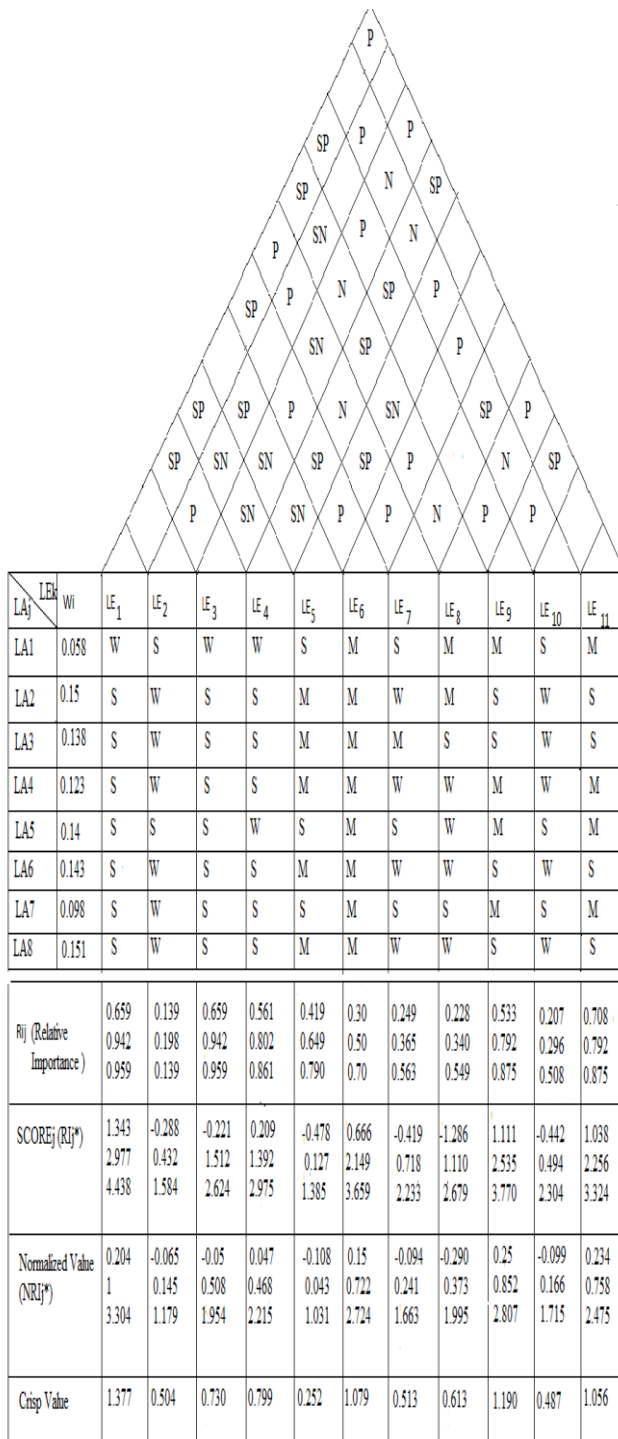 P
SP P P
SP N SP
P SN P N
SP P N SP P
SN SP P
SP SP P N SN SP P
SP SN SN SP SP P N SP
P SN SN P P N P P
LAj LEk Wi LE1 LE2 LE3 LE4 LE5 LE6 LE7 LE8 LE9 LE10 LE11
LA1 0.058 W S W W S M S M M S M
LA2 0.15 S W S S M M W M S W S
LA3 0.138 S W S S M M M S S W S
LA4 0.123 S W S S M M W W M W M
LA5 0.14 S S S W S M S W M S M
LA6 0.143 S W S S M M W W S W S
LA7 0.098 S W S S S M S S M S M
LA8 0.151 S W S S M M W W S W S
0.659 0.139 0.659 0.561 0.419 0.30 0.249 0.228 0.533 0.207 0.708
Rij (Relative 0.942 0.198 0.942 0.802 0.649 0.50 0.365 0.340 0.792 0.296 0.792
Importance ) 0.959 0.139 0.959 0.861 0.790 0.70 0.563 0.549 0.875 0.508 0.875
SCOREj (RIj*) 1.343 -0.288 -0.221 0.209 -0.478 0.666 -0.419 -1.286 1.111 -0.442 1.038
2.977 0.432 1.512 1.392 0.127 2.149 0.718 1.110 2.535 0.494 2.256
4.438 1.584 2.624 2.975 1.385 3.659 2.233 2.679 3.770 2.304 3.324
Normalized Value 0.204 -0.065 -0.05 0.047 -0.108 0.15 -0.094 -0.290 0.25 -0.099 0.234
(NRIj*) 1 0.145 0.508 0.468 0.043 0.722 0.241 0.373 0.852 0.166 0.758
3.304 1.179 1.954 2.215 1.031 2.724 1.663 1.995 2.807 1.715 2.475
Crisp Value 1.377 0.504 0.730 0.799 0.252 1.079 0.513 0.613 1.190 0.487 1.056